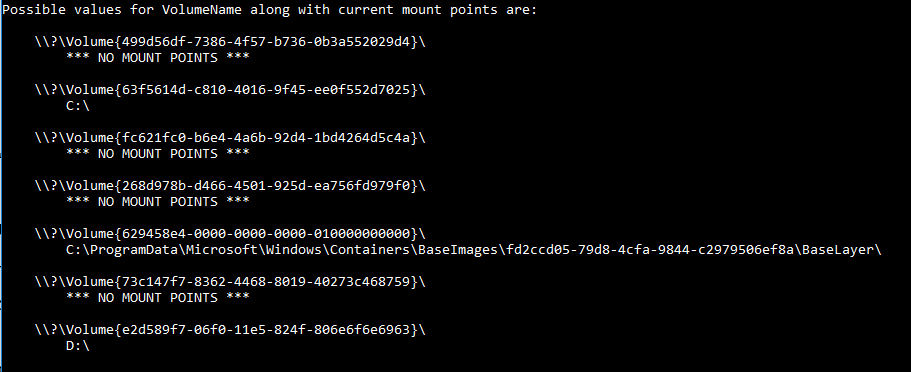 Possible values for VolumeName along with current mount points are:
\\?\Volume{499d56df-7386-4f57-b736-0b3a552029d4}\
*** NO MOUNT POINTS ***
\\?\Volume{63f5614d-c810-4016-9f45-ee0f552d7025}\
C:\
\\?\Volume{fc621fc0-b6e4-4a6b-92d4-1bd4264d5c4a}\
*** NO MOUNT POINTS ***
\\?\Volume{268d978b-d466-4501-925d-ea756fd979f0}\
*** NO MOUNT POINTS ***
\\?\Volume{629458e4-0000-0000-0000-010000000000}\
C:\ProgramData\Microsoft\Windows\Containers\BaseImages\fd2ccd05-79d8-4cfa-9844-c2979506ef8a\BaseLayer\
\\?\Volume{73c147f7-8362-4468-8019-40273c468759}\
*** NO MOUNT POINTS ***
\\?\Volume{e2d589f7-06f0-11e5-824f-806e6f6e6963}\
D:\